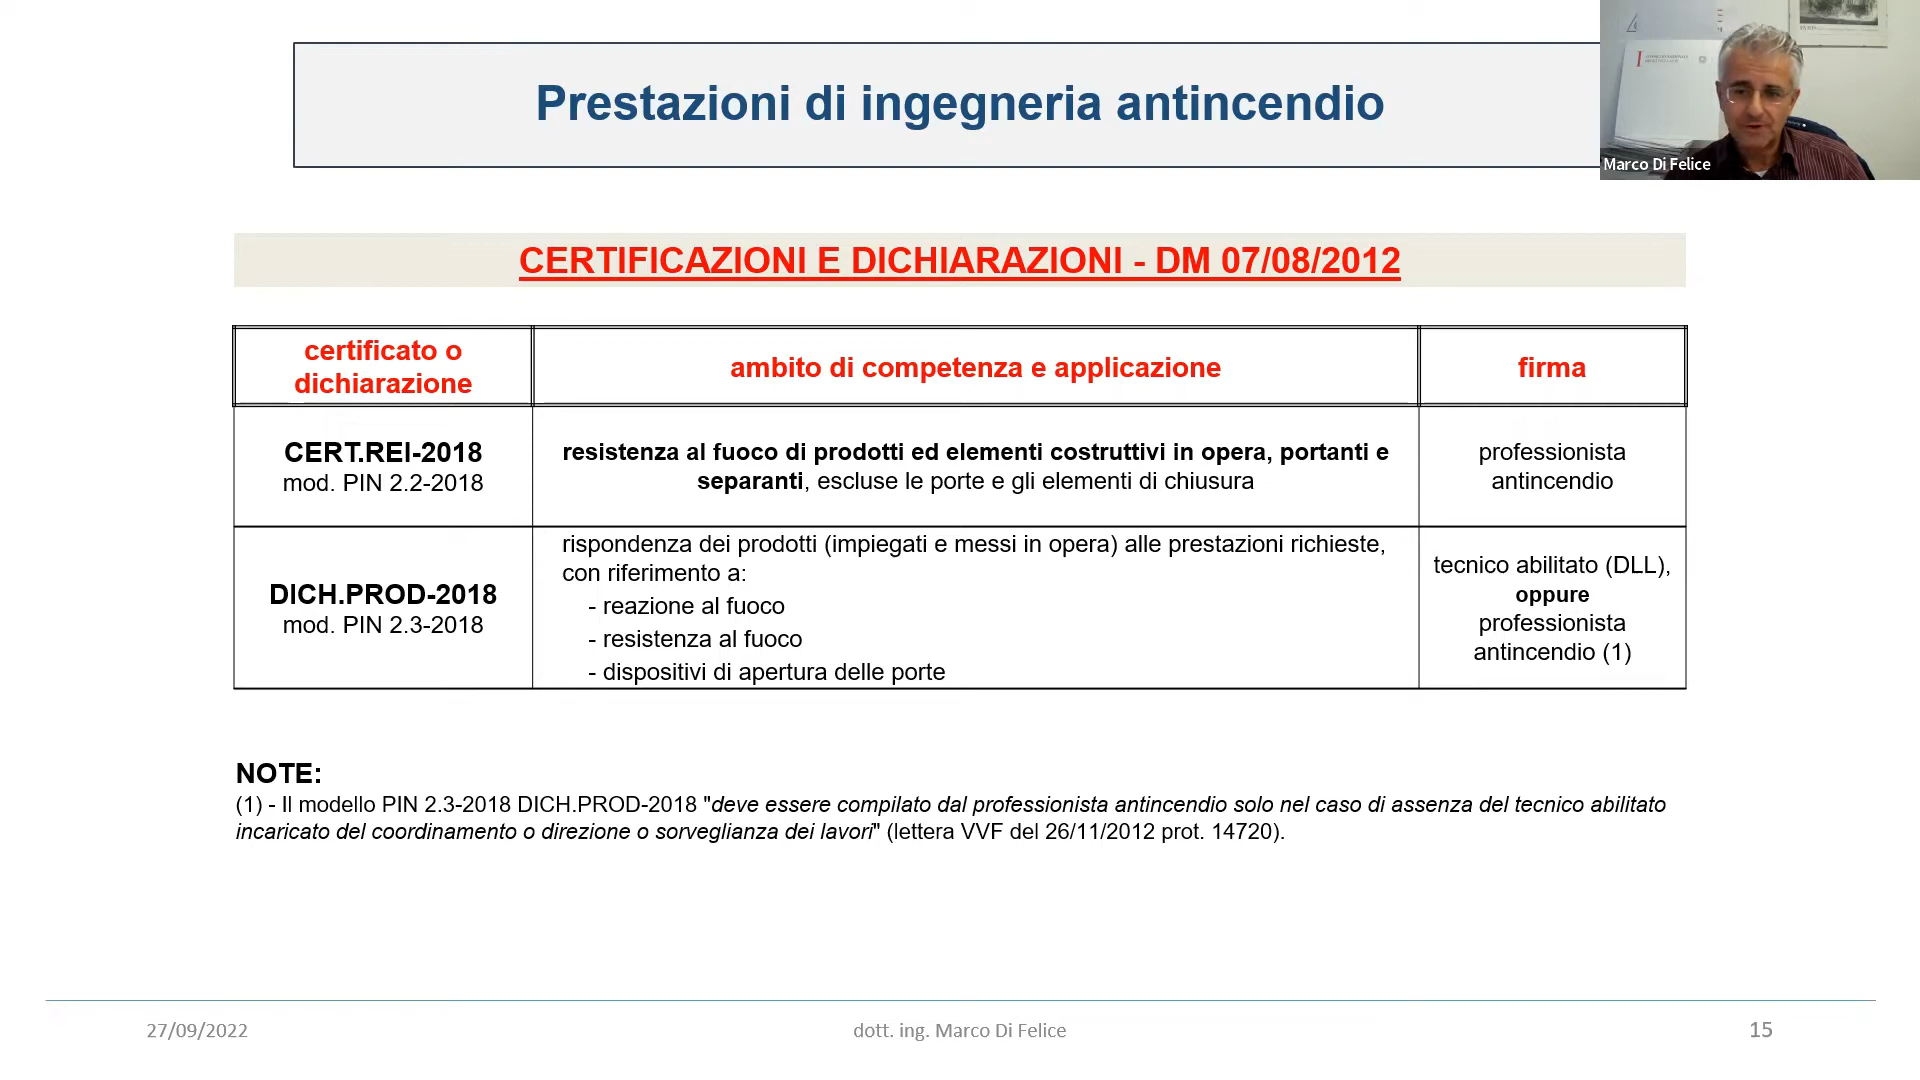 Prestazioni di ingegneria antincendio
Marco Di Felice
CERTIFICAZIONI E DICHIARAZIONI - DM 07/08/2012
certificato o
dichiarazione
ambito di competenza e applicazione
firma
CERT.REI-2018
mod. PIN 2.2-2018
resistenza al fuoco di prodotti ed elementi costruttivi in opera, portanti e
separanti, escluse le porte e gli elementi di chiusura
professionista
antincendio
DICH.PROD-2018
mod. PIN 2.3-2018
rispondenza dei prodotti (impiegati e messi in opera) alle prestazioni richieste,
con riferimento a:
- reazione al fuoco
- resistenza al fuoco
- dispositivi di apertura delle porte
tecnico abilitato (DLL),
oppure
professionista
antincendio (1)
NOTE:
(1) - Il modello PIN 2.3-2018 DICH.PROD-2018 "deve essere compilato dal professionista antincendio solo nel caso di assenza del tecnico abilitato
incaricato del coordinamento o direzione o sorveglianza dei lavori" (lettera VVF del 26/11/2012 prot. 14720).
27/09/2022
dott. ing. Marco Di Felice
15